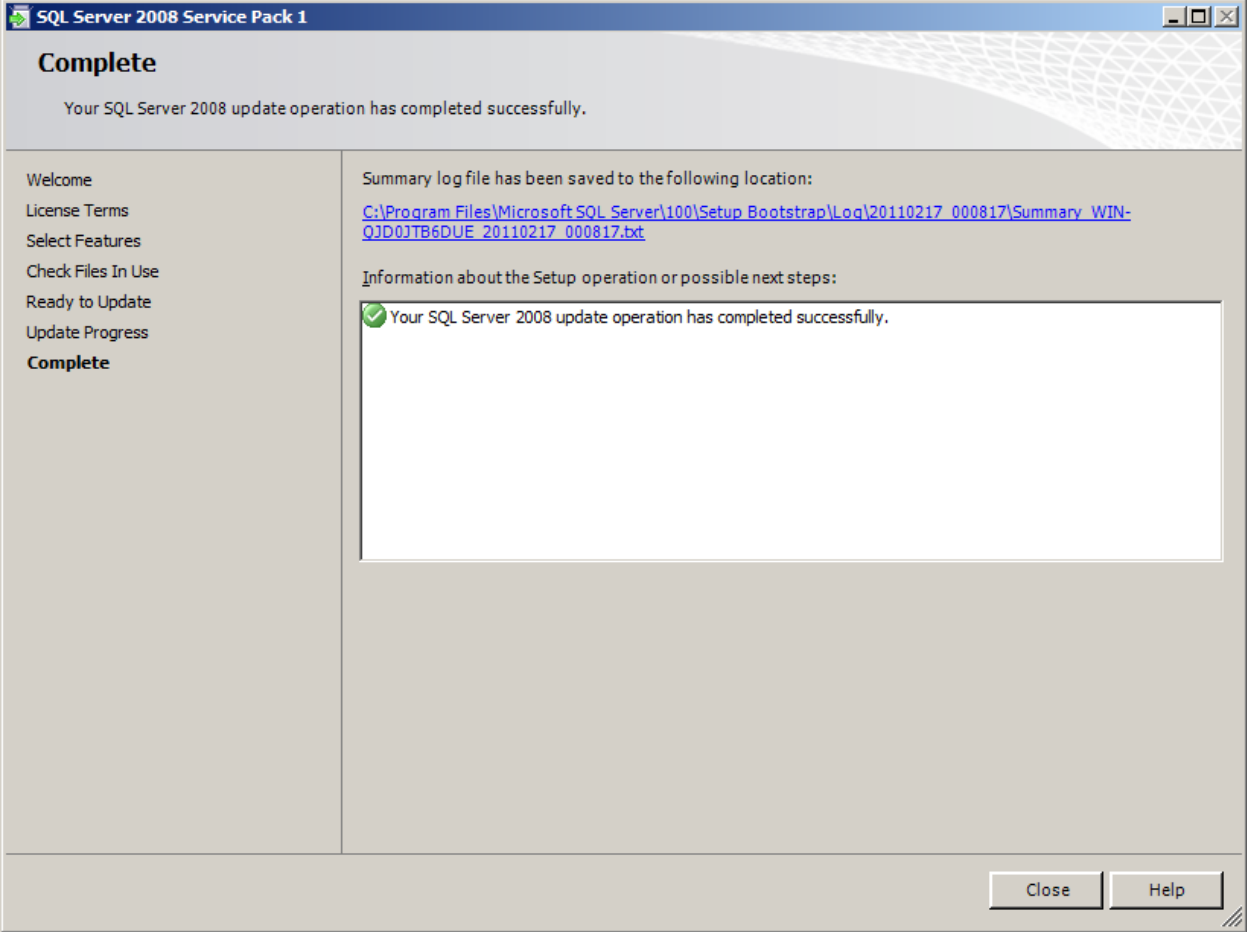 SQL Server 2008 Service Pack 1
Complete
Your SQL Server 2008 update operation has completed successfully.
Welcome
License Terms
Select Features
Check Files In Use
Ready to Update
Update Progress
Complete
Summary log file has been saved to the following location:
C:\Program Files\Microsoft SQL Server\100\Setup Bootstrap\Log\20110217_000817\Summary_WIN-
QJD0JTB6DUE_20110217_000817.txt
Information about the Setup operation or possible next steps:
Your SQL Server 2008 update operation has completed successfully.
Close
Help